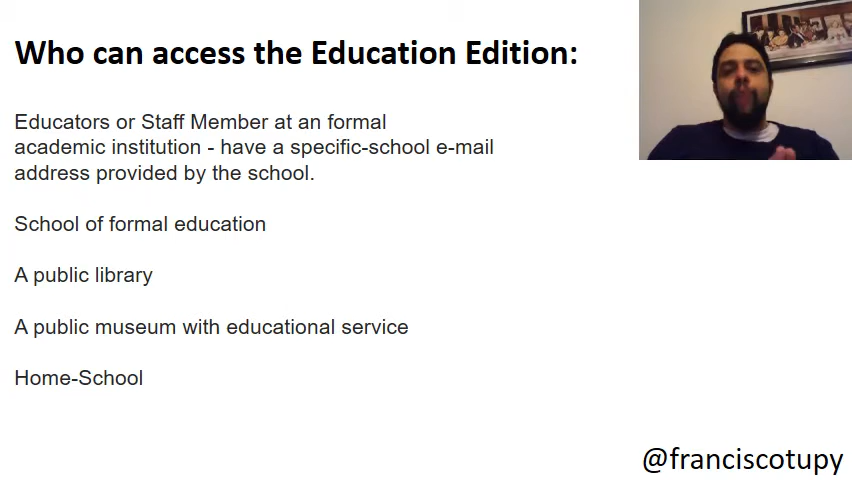 Who can access the Education Edition:
Educators or Staff Member at an formal
academic institution - have a specific-school e-mail
address provided by the school.
School of formal education
A public library
A public museum with educational service
Home-School
@franciscotupy